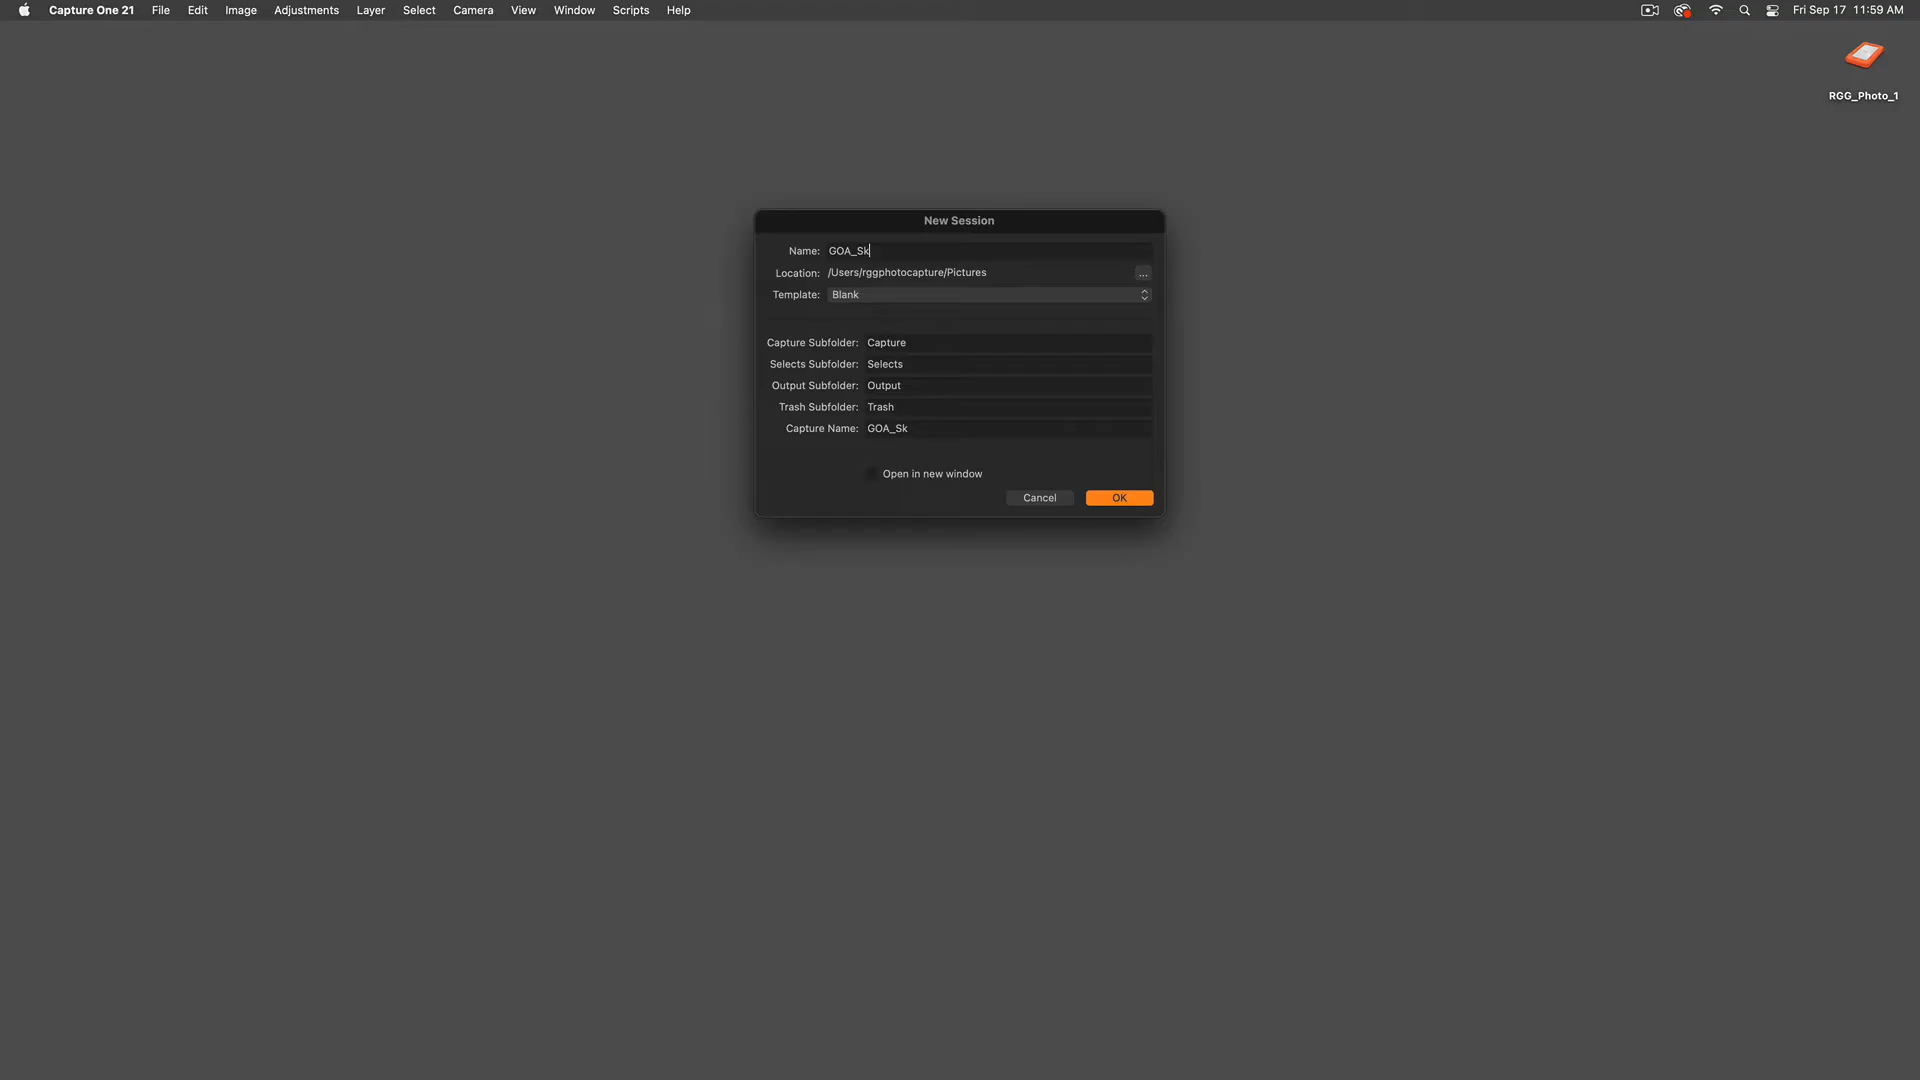 Capture One 21 File Edit Image Adjustments Layer Select Camera View Window Scripts Help Fri Sep 17 11:59 AM
RGG_Photo_1
New Session
Name: GOA_Sk
Location: /Users/rggphotocapture/Pictures ...
Template: Blank
Capture Subfolder: Capture
Selects Subfolder: Selects
Output Subfolder: Output
Trash Subfolder: Trash
Capture Name: GOA_Sk
Open in new window
Cancel OK